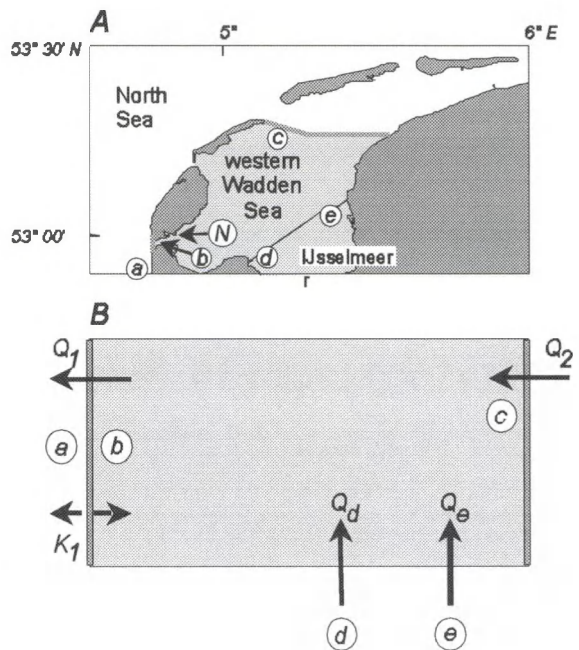 A
5°
6° E
53° 30' N
North
Sea
c
western
Wadden
Sea
e
53° 00'
N
IJsselmeer
a
b
d
r
B
Q1
Q2
c
a
b
Qd
Qe
K1
d
e